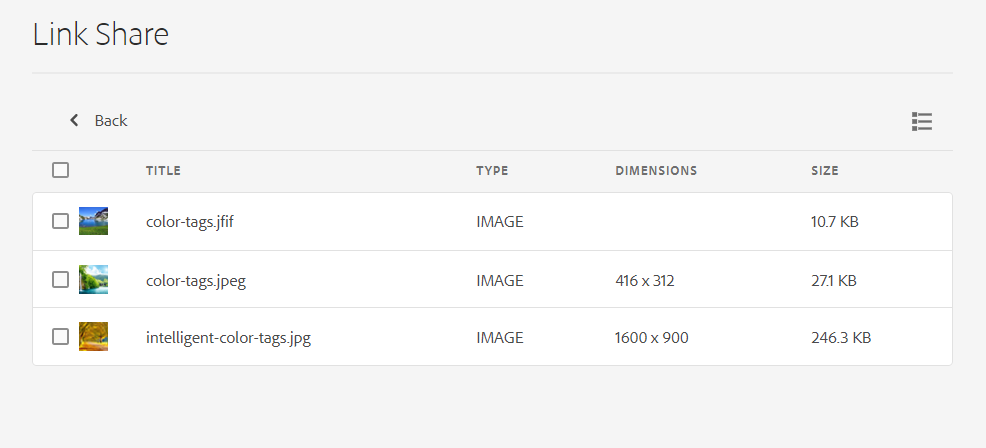 Link Share
Back
TITLE TYPE DIMENSIONS SIZE
color-tags.jfif IMAGE 10.7 KB
color-tags.jpeg IMAGE 416 x 312 27.1 KB
intelligent-color-tags.jpg IMAGE 1600 x 900 246.3 KB